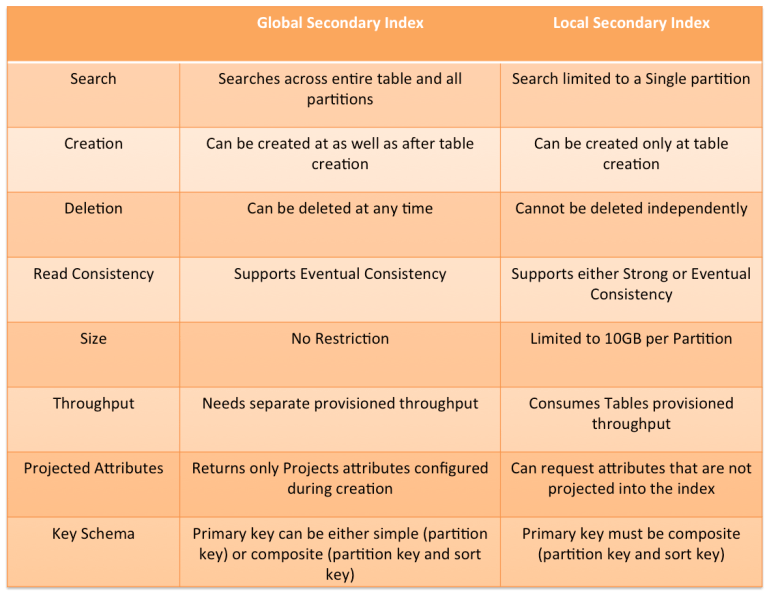 Global Secondary Index
Local Secondary Index
Search
Searches across entire table and all
partitions
Search limited to a Single partition
Creation
Can be created at as well as after table
creation
Can be created only at table
creation
Deletion
Can be deleted at any time
Cannot be deleted independently
Read Consistency
Supports Eventual Consistency
Supports either Strong or Eventual
Consistency
Size
No Restriction
Limited to 10GB per Partition
Throughput
Needs separate provisioned throughput
Consumes Tables provisioned
throughput
Projected Attributes
Returns only Projects attributes configured
during creation
Can request attributes that are not
projected into the index
Key Schema
Primary key can be either simple (partition
key) or composite (partition key and sort
key)
Primary key must be composite
(partition key and sort key)